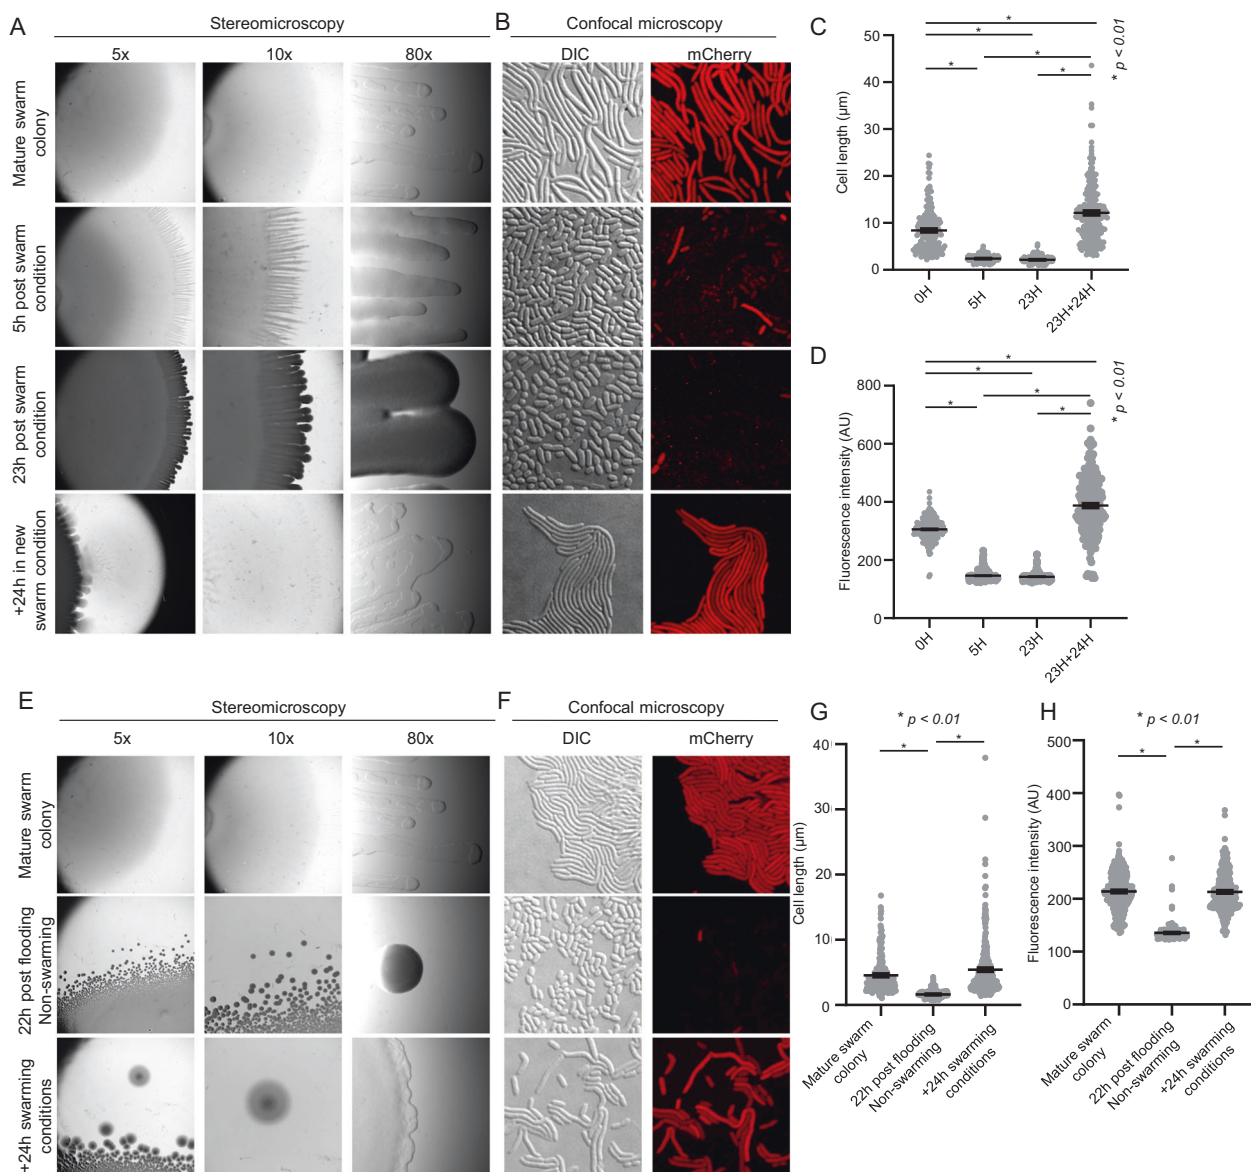 A
Stereomicroscopy
5x
10x
80x
Mature swarm
colony
5h post swarm
condition
23h post swarm
condition
+24h in new
swarm condition
B
Confocal microscopy
DIC
mCherry
C
* p < 0.01
*
*
*
*
*
Cell length (µm)
50
40
30
20
10
0
0H
5H
23H
23H+24H
D
* p < 0.01
*
*
*
*
*
Fluorescence intensity (AU)
800
600
400
200
0
0H
5H
23H
23H+24H
E
Stereomicroscopy
5x
10x
80x
Mature swarm
colony
22h post flooding
Non-swarming
+24h swarming
conditions
F
Confocal microscopy
DIC
mCherry
G
* p < 0.01
*
*
Cell length (µm)
40
30
20
10
0
Mature swarm
colony
22h post flooding
Non-swarming
+24h swarming
conditions
H
* p < 0.01
*
*
Fluorescence intensity (AU)
500
400
300
200
100
0
Mature swarm
colony
22h post flooding
Non-swarming
+24h swarming
conditions